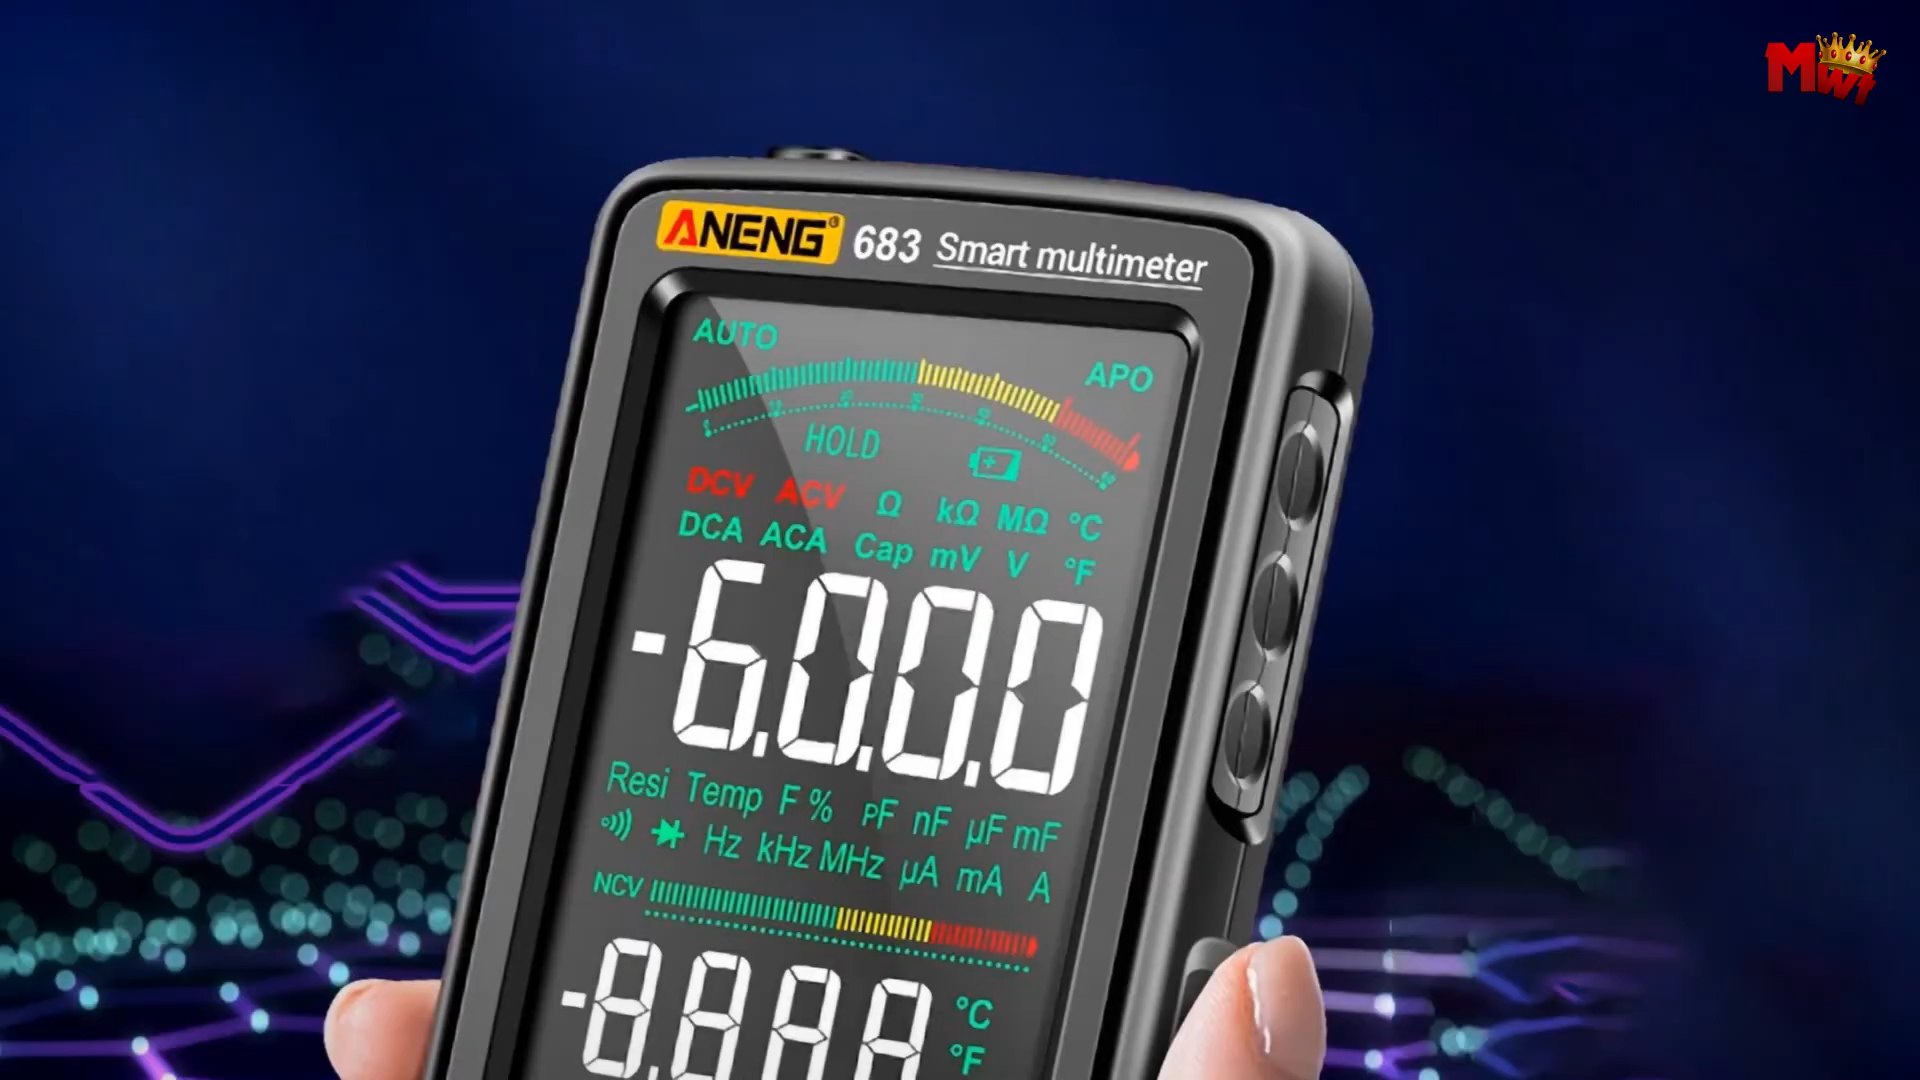 MW1
ANENG® 683 Smart multimeter
AUTO
APO
HOLD
DCV ACV Ω kΩ MΩ °C
DCA ACA Cap mV V °F
-6.0.0.0
Resi Temp F % pF nF µF mF
Hz kHz MHz µA mA A
NCV
-8.8.8.8
°C
°F